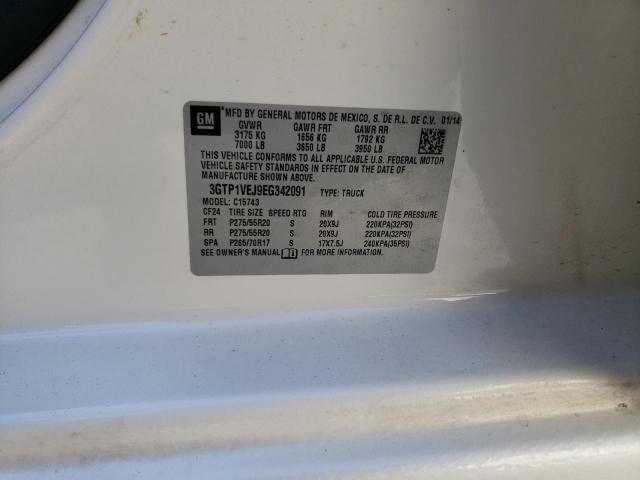 GM
MFD BY GENERAL MOTORS DE MEXICO, S. DE R.L. DE C.V. 01/14
GVWR GAWR FRT GAWR RR
3175 KG 1656 KG 1792 KG
7000 LB 3650 LB 3950 LB
THIS VEHICLE CONFORMS TO ALL APPLICABLE U.S. FEDERAL MOTOR
VEHICLE SAFETY STANDARDS IN EFFECT ON THE DATE OF
MANUFACTURE SHOWN ABOVE.
3GTP1VEJ9EG342091 TYPE: TRUCK
MODEL: C15743
CF24 TIRE SIZE SPEED RTG RIM COLD TIRE PRESSURE
FRT P275/55R20 S 20X9J 220KPA(32PSI)
RR P275/55R20 S 20X9J 220KPA(32PSI)
SPA P265/70R17 S 17X7.5J 240KPA(35PSI)
SEE OWNER'S MANUAL FOR MORE INFORMATION.